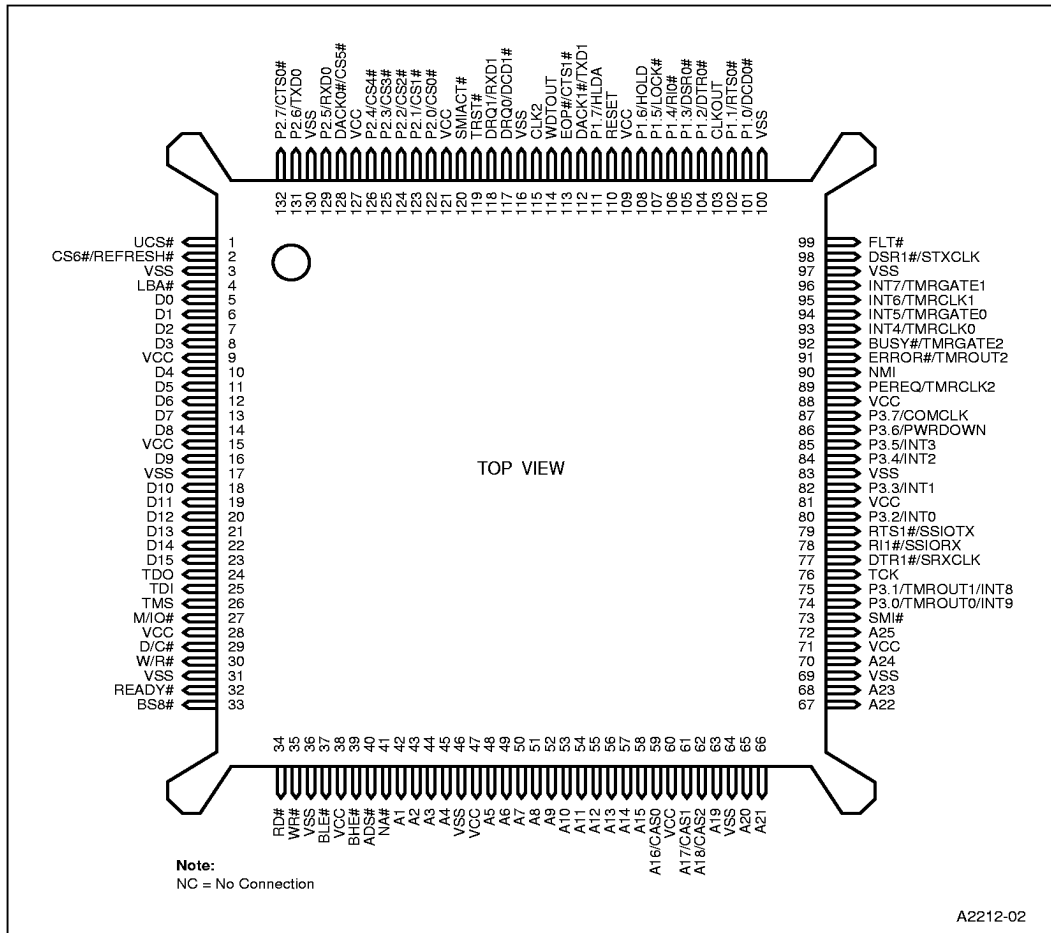 P2.7/CTS0#
P2.6/TXD0
VSS
P2.5/RXD0
DACK0#/CS5#
VCC
P2.4/CS4#
P2.3/CS3#
P2.2/CS2#
P2.1/CS1#
P2.0/CS0#
VCC
SMIACT#
TRST#
DRQ1/RXD1
DRQ0/DCD1#
VSS
CLK2
WDTOUT
EOP#/CTS1#
DACK1#/TXD1
P1.7/HLDA
RESET
VCC
P1.6/HOLD
P1.5/LOCK#
P1.4/RI0#
P1.3/DSR0#
P1.2/DTR0#
CLKOUT
P1.1/RTS0#
P1.0/DCD0#
VSS
132 131 130 129 128 127 126 125 124 123 122 121 120 119 118 117 116 115 114 113 112 111 110 109 108 107 106 105 104 103 102 101 100
UCS# 1
CS6#/REFRESH# 2
VSS 3
LBA# 4
D0 5
D1 6
D2 7
D3 8
VCC 9
D4 10
D5 11
D6 12
D7 13
D8 14
VCC 15
D9 16
VSS 17
D10 18
D11 19
D12 20
D13 21
D14 22
D15 23
TDO 24
TDI 25
TMS 26
M/IO# 27
VCC 28
D/C# 29
W/R# 30
VSS 31
READY# 32
BS8# 33
TOP VIEW
99 FLT#
98 DSR1#/STXCLK
97 VSS
96 INT7/TMRGATE1
95 INT6/TMRCLK1
94 INT5/TMRGATE0
93 INT4/TMRCLK0
92 BUSY#/TMRGATE2
91 ERROR#/TMROUT2
90 NMI
89 PEREQ/TMRCLK2
88 VCC
87 P3.7/COMCLK
86 P3.6/PWRDOWN
85 P3.5/INT3
84 P3.4/INT2
83 VSS
82 P3.3/INT1
81 VCC
80 P3.2/INT0
79 RTS1#/SSIOTX
78 RI1#/SSIORX
77 DTR1#/SRXCLK
76 TCK
75 P3.1/TMROUT1/INT8
74 P3.0/TMROUT0/INT9
73 SMI#
72 A25
71 VCC
70 A24
69 VSS
68 A23
67 A22
34 35 36 37 38 39 40 41 42 43 44 45 46 47 48 49 50 51 52 53 54 55 56 57 58 59 60 61 62 63 64 65 66
RD#
WR#
VSS
BLE#
VCC
BHE#
ADS#
NA#
A1
A2
A3
A4
VSS
VCC
A5
A6
A7
A8
A9
A10
A11
A12
A13
A14
A15
A16/CAS0
VCC
A17/CAS1
A18/CAS2
A19
VSS
A20
A21
Note:
NC = No Connection
A2212-02